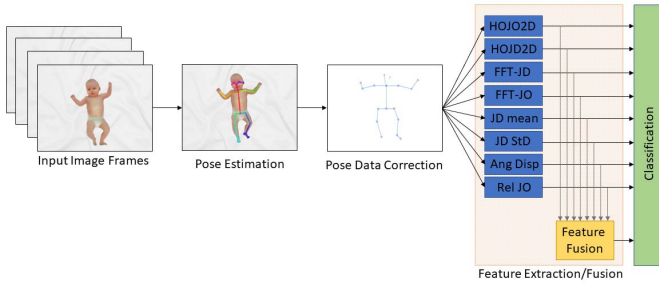 HOJO2D
HOJD2D
FFT-JD
FFT-JO
JD mean
JD StD
Ang Disp
Rel JO
Feature
Fusion
Classification
Input Image Frames
Pose Estimation
Pose Data Correction
Feature Extraction/Fusion